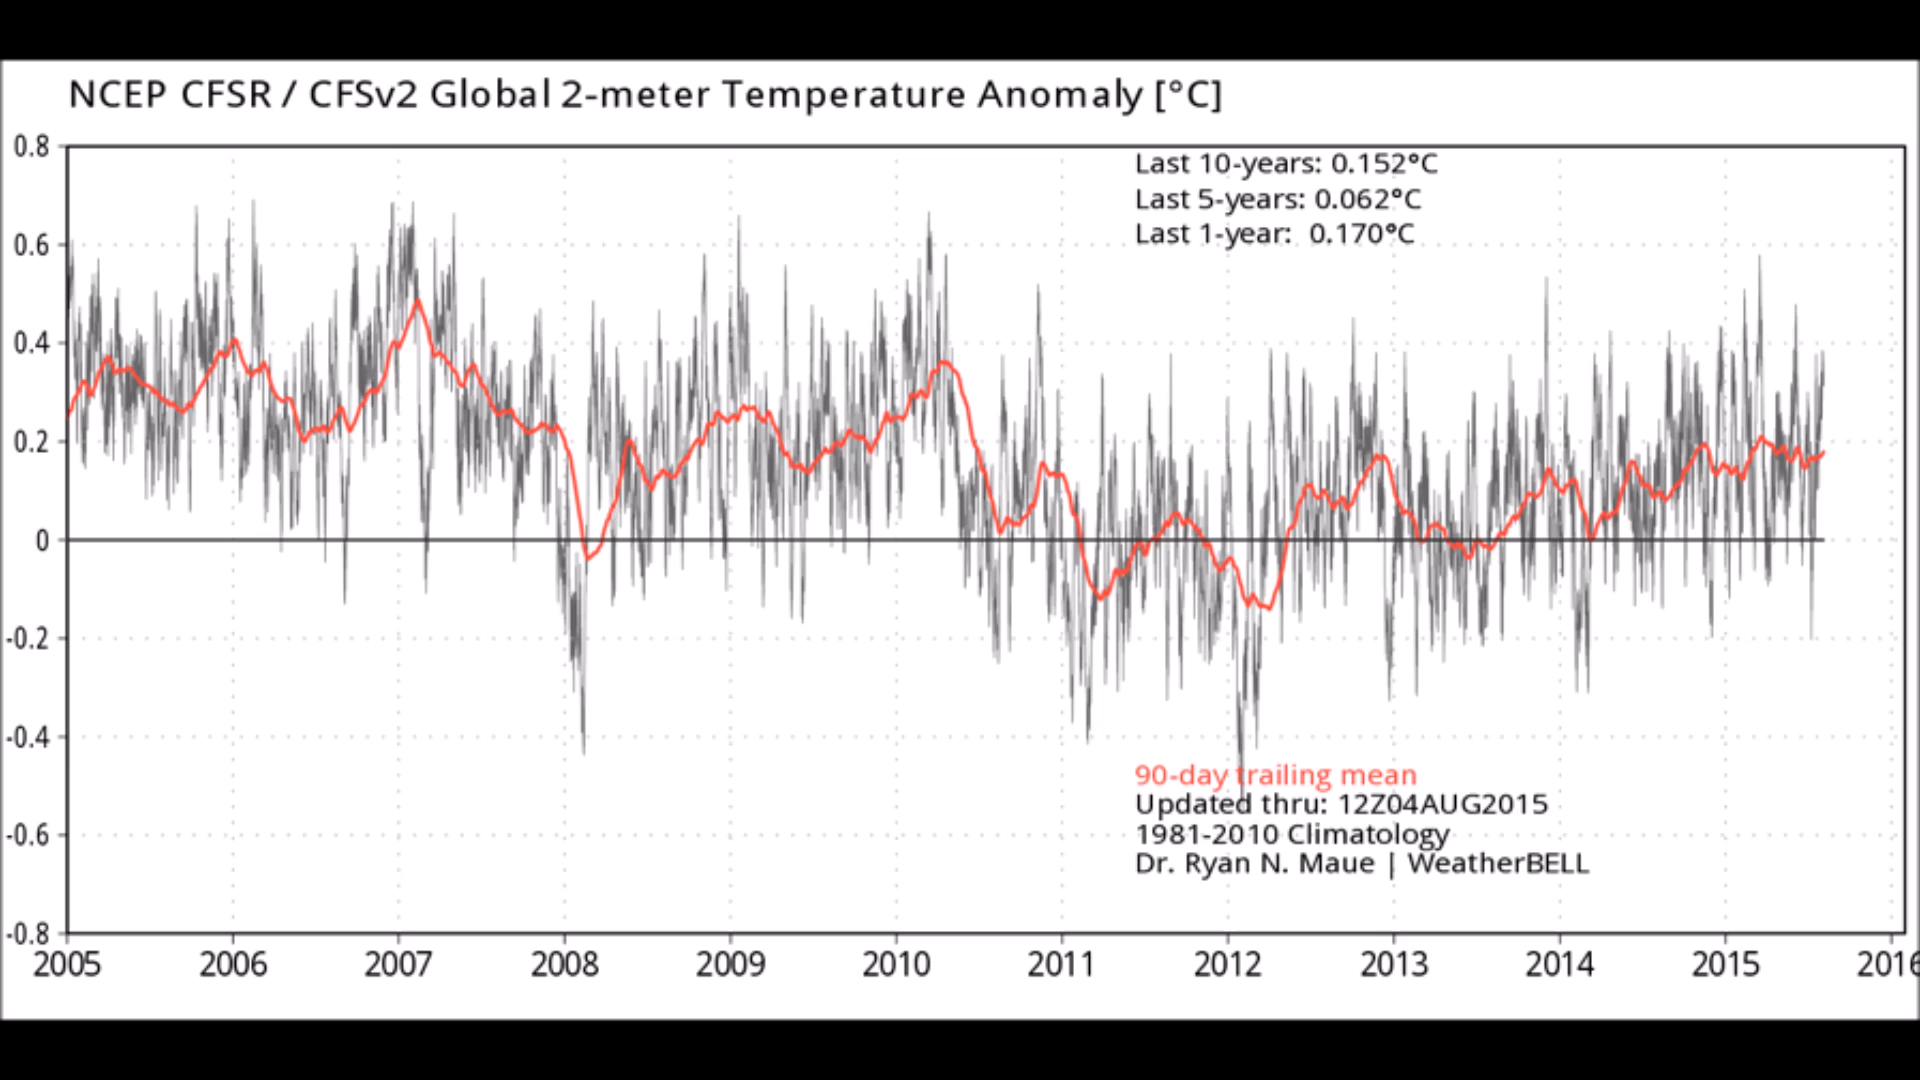 NCEP CFSR / CFSv2 Global 2-meter Temperature Anomaly [°C]
0.8
Last 10-years: 0.152°C
Last 5-years: 0.062°C
Last 1-year: 0.170°C
0.6
0.4
0.2
0
-0.2
-0.4
90-day trailing mean
Updated thru: 12Z04AUG2015
-0.6
1981-2010 Climatology
Dr. Ryan N. Maue | WeatherBELL
-0.8
2005 2006 2007 2008 2009 2010 2011 2012 2013 2014 2015 2016